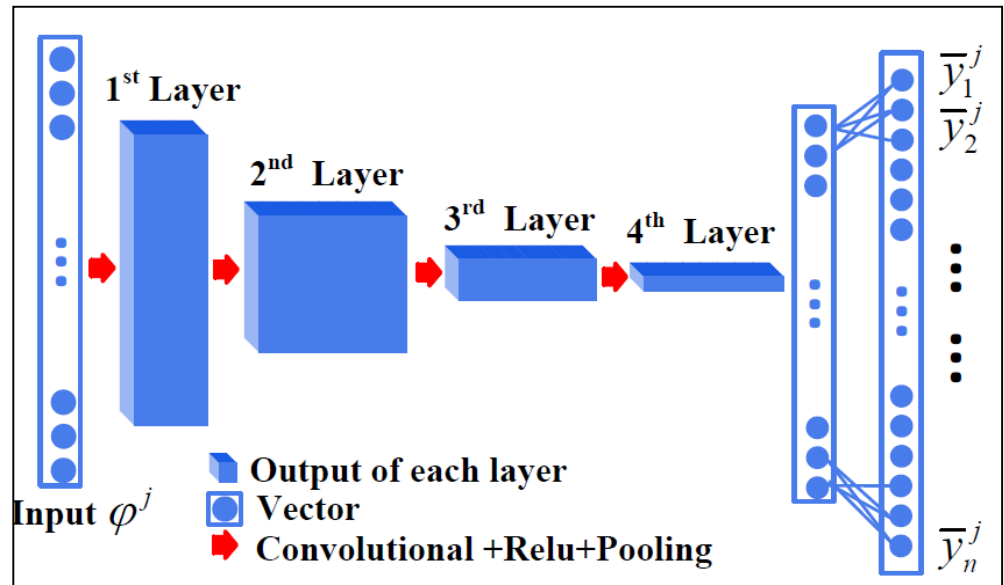 1st Layer
2nd Layer
3rd Layer
4th Layer
ȳ₁ʲ
ȳ₂ʲ
ȳₙʲ
Input φʲ
Output of each layer
Vector
Convolutional +Relu+Pooling